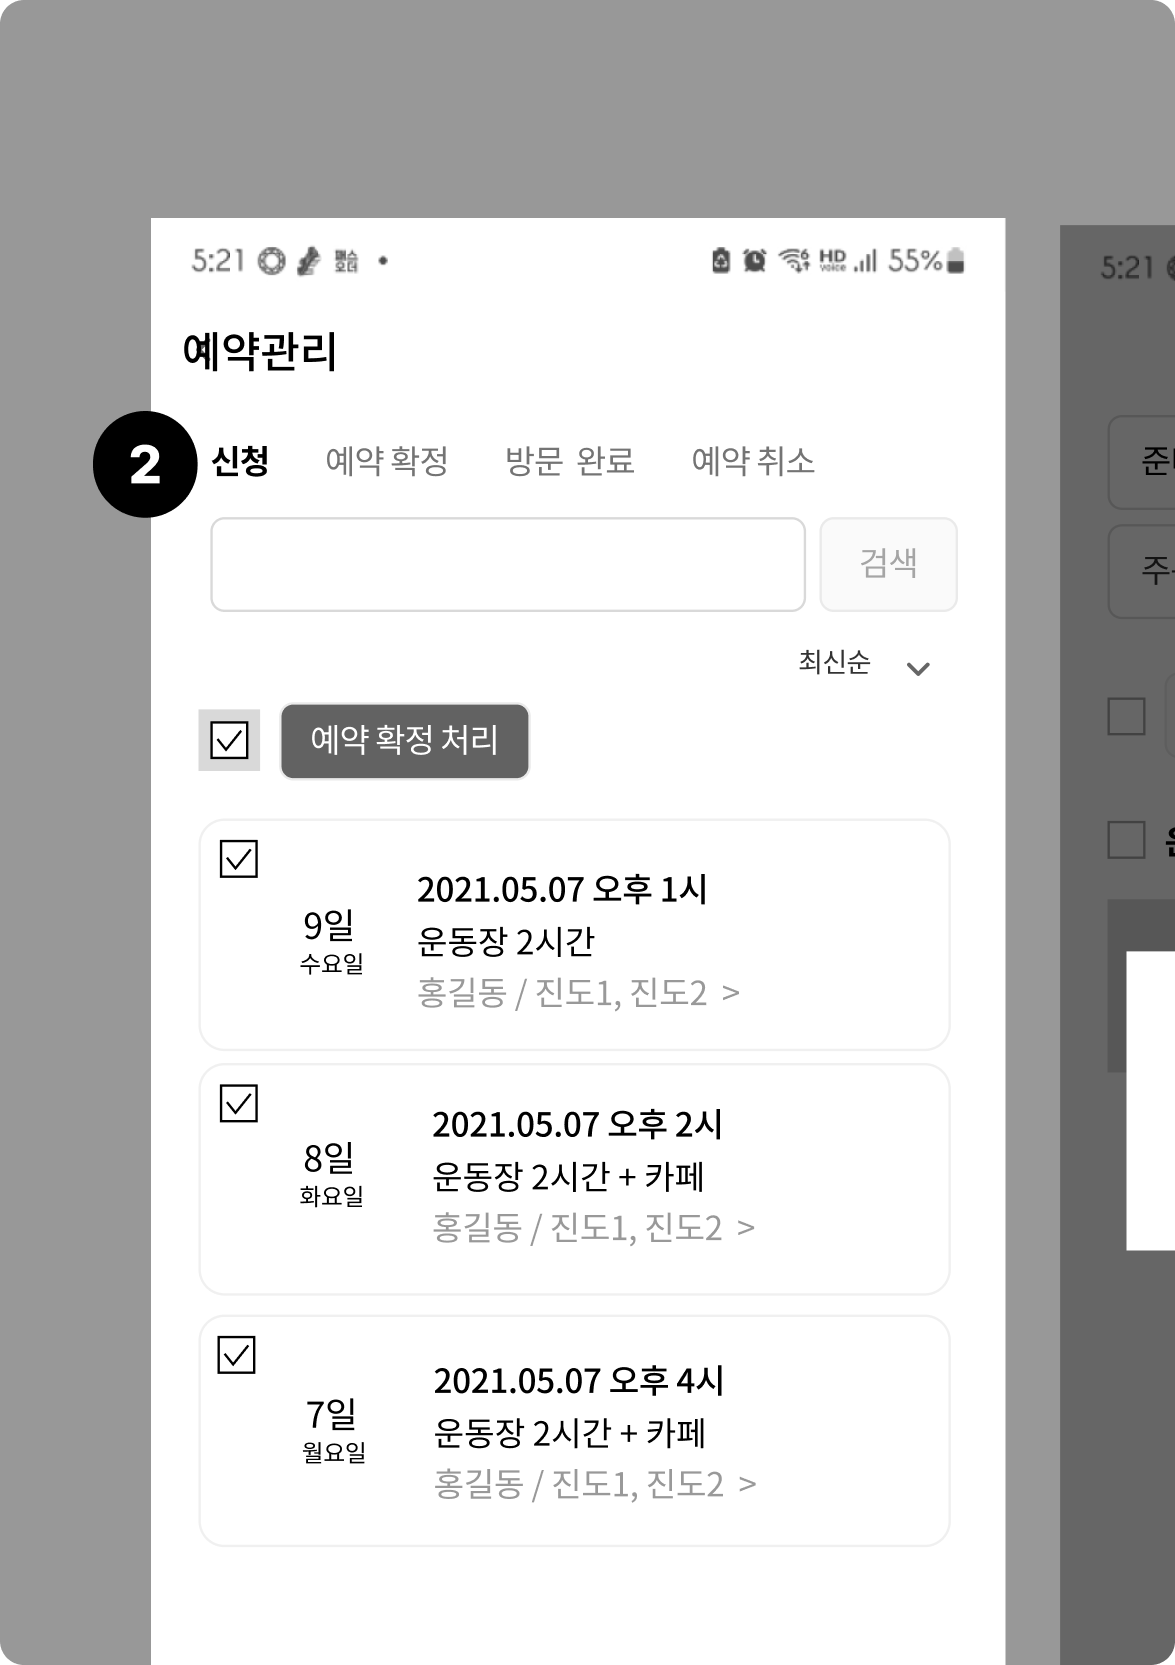 5:21 패스 오더 • HD voice 55%
예약관리
2
신청 예약 확정 방문 완료 예약 취소
검색
최신순
예약 확정 처리
2021.05.07 오후 1시
9일
운동장 2시간
수요일
홍길동 / 진도1, 진도2 >
2021.05.07 오후 2시
8일
운동장 2시간 + 카페
화요일
홍길동 / 진도1, 진도2 >
2021.05.07 오후 4시
7일
운동장 2시간 + 카페
월요일
홍길동 / 진도1, 진도2 >
5:21
준
주